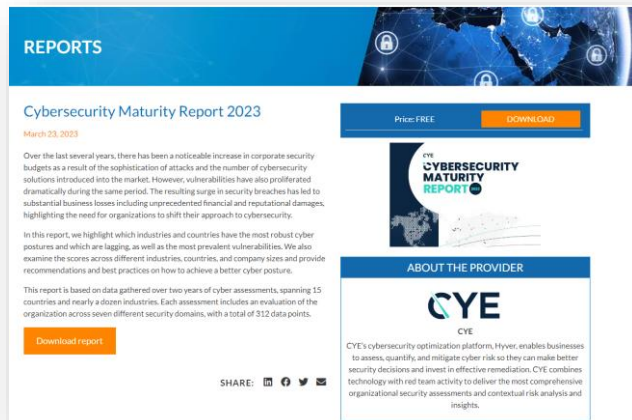 REPORTS
Cybersecurity Maturity Report 2023
March 23, 2023
Over the last several years, there has been a noticeable increase in corporate security
budgets as a result of the sophistication of attacks and the number of cybersecurity
solutions introduced into the market. However, vulnerabilities have also proliferated
dramatically during the same period. The resulting surge in security breaches has led to
substantial business losses including unprecedented financial and reputational damages,
highlighting the need for organizations to shift their approach to cybersecurity.
In this report, we highlight which industries and countries have the most robust cyber
postures and which are lagging, as well as the most prevalent vulnerabilities. We also
examine the scores across different industries, countries, and company sizes and provide
recommendations and best practices on how to achieve a better cyber posture.
This report is based on data gathered over two years of cyber assessments, spanning 15
countries and nearly a dozen industries. Each assessment includes an evaluation of the
organization across seven different security domains, with a total of 312 data points.
Download report
SHARE:
Price: FREE
DOWNLOAD
CYE
CYBERSECURITY
MATURITY
REPORT 2023
ABOUT THE PROVIDER
CYE
CYE
CYE's cybersecurity optimization platform, Hyver, enables businesses
to assess, quantify, and mitigate cyber risk so they can make better
security decisions and invest in effective remediation. CYE combines
technology with red team activity to deliver the most comprehensive
organizational security assessments and contextual risk analysis and
insights.